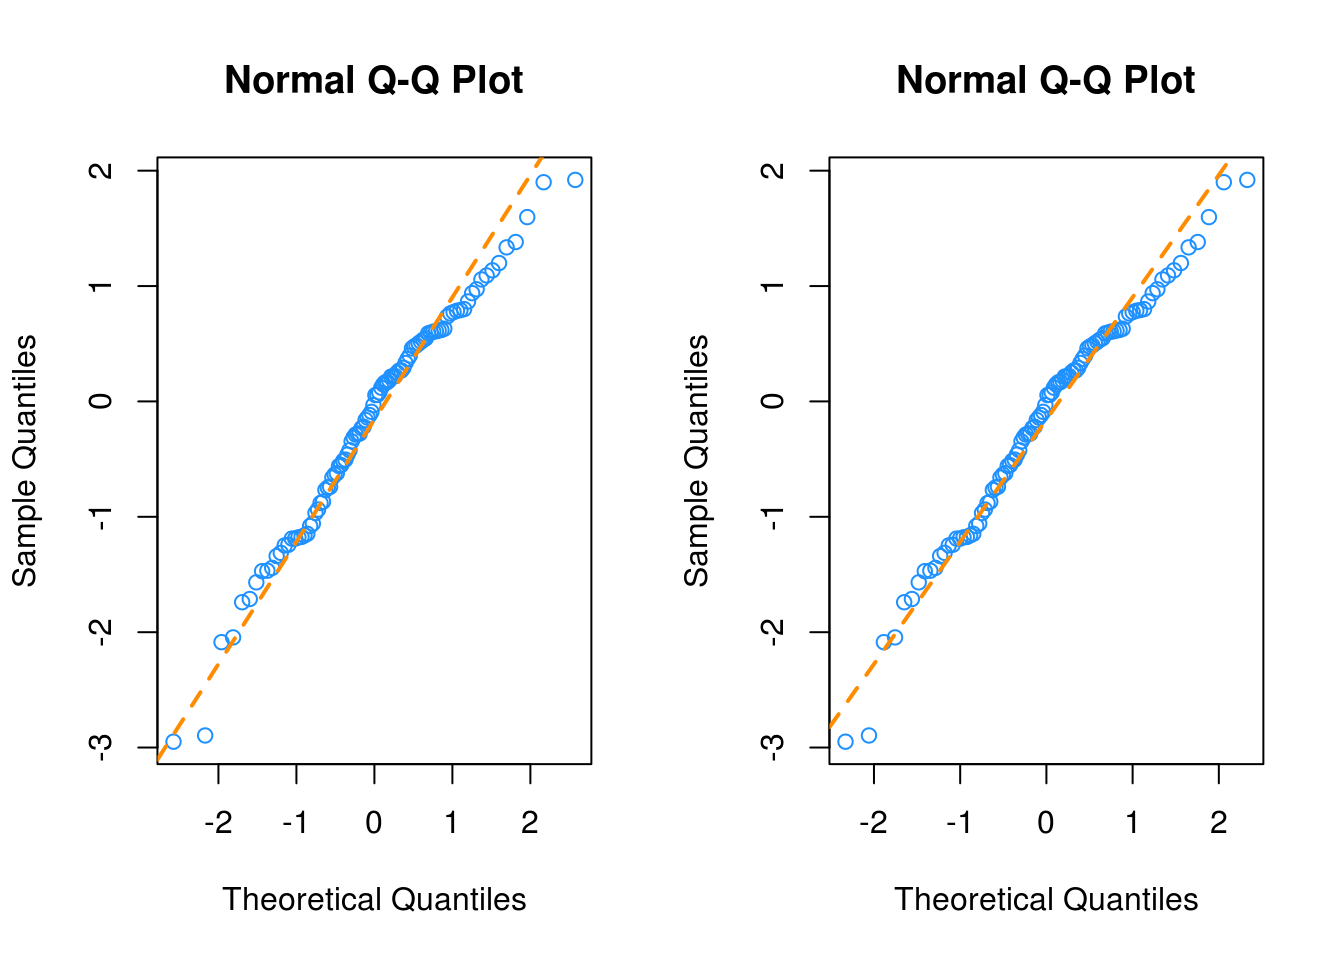 Normal Q-Q Plot
2
1
0
-1
-2
-3
Sample Quantiles
-2 -1 0 1 2
Theoretical Quantiles
Normal Q-Q Plot
2
1
0
-1
-2
-3
Sample Quantiles
-2 -1 0 1 2
Theoretical Quantiles